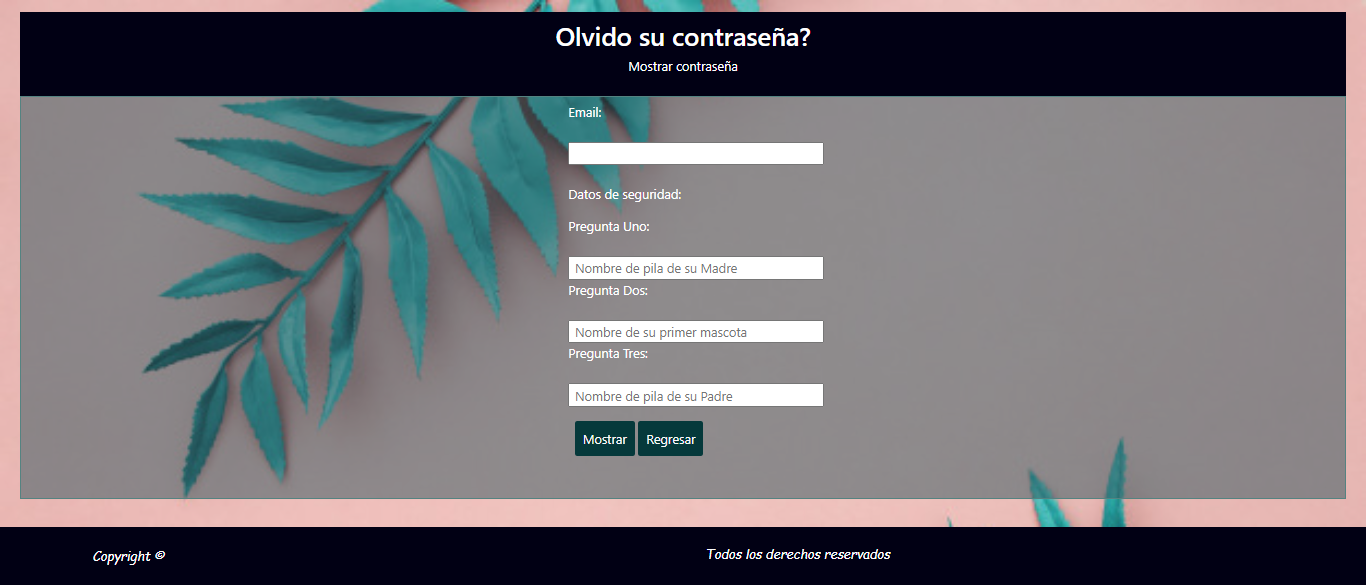 Olvido su contraseña?
Mostrar contraseña
Email:
Datos de seguridad:
Pregunta Uno:
Nombre de pila de su Madre
Pregunta Dos:
Nombre de su primer mascota
Pregunta Tres:
Nombre de pila de su Padre
Mostrar Regresar
Copyright © Todos los derechos reservados